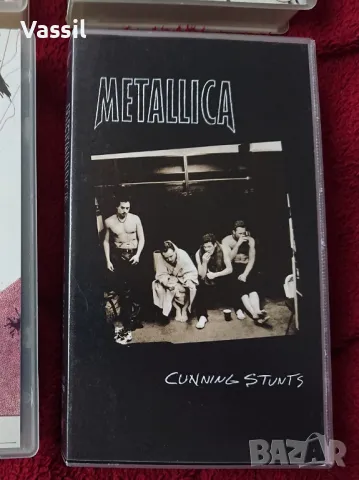 Vassil
METALLICA
CUNNING STUNTS
BAZAR